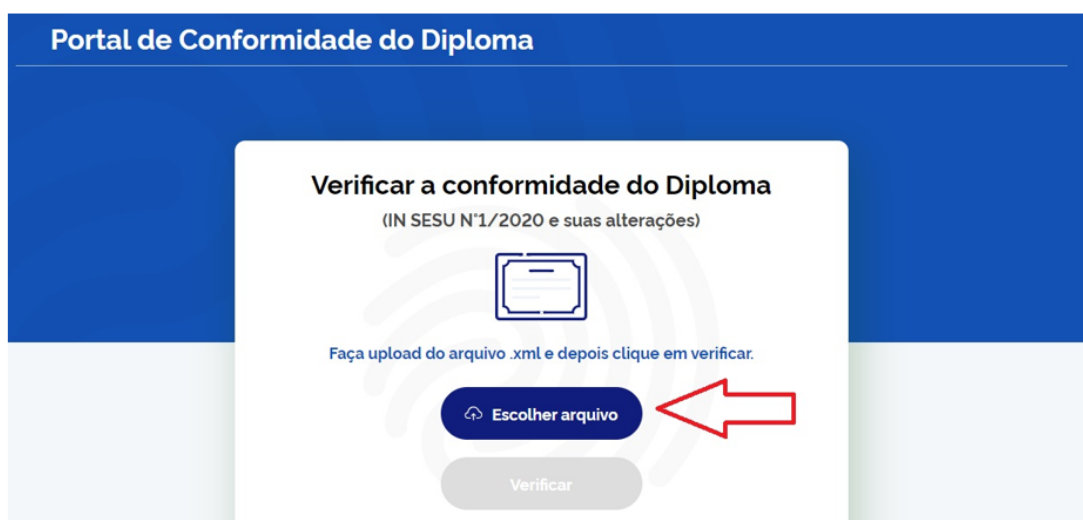 Portal de Conformidade do Diploma
Verificar a conformidade do Diploma
(IN SESU N°1/2020 e suas alterações)
Faça upload do arquivo .xml e depois clique em verificar.
Escolher arquivo
Verificar